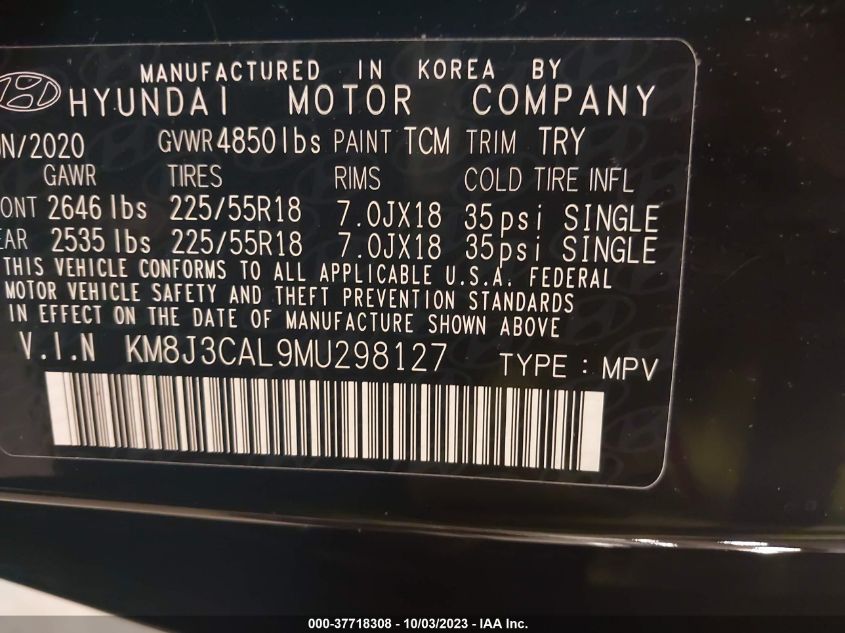 MANUFACTURED IN KOREA BY
HYUNDAI MOTOR COMPANY
UN/2020 GVWR 4850 lbs PAINT TCM TRIM TRY
GAWR TIRES RIMS COLD TIRE INFL
ONT 2646 lbs 225/55R18 7.0JX18 35psi SINGLE
EAR 2535 lbs 225/55R18 7.0JX18 35psi SINGLE
THIS VEHICLE CONFORMS TO ALL APPLICABLE U.S.A. FEDERAL
MOTOR VEHICLE SAFETY AND THEFT PREVENTION STANDARDS
IN EFFECT ON THE DATE OF MANUFACTURE SHOWN ABOVE
V.I.N KM8J3CAL9MU298127 TYPE : MPV
000-37718308 - 10/03/2023 - IAA Inc.